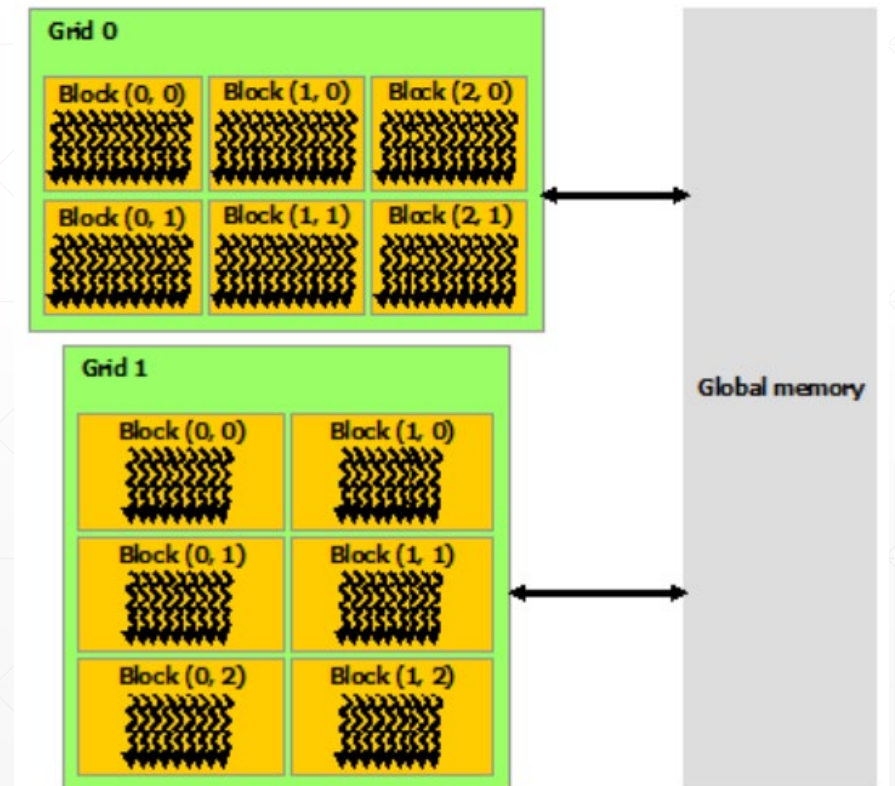 Grid 0
Block (0, 0) Block (1, 0) Block (2, 0)
Block (0, 1) Block (1, 1) Block (2, 1)
Grid 1
Block (0, 0) Block (1, 0)
Block (0, 1) Block (1, 1)
Block (0, 2) Block (1, 2)
Global memory